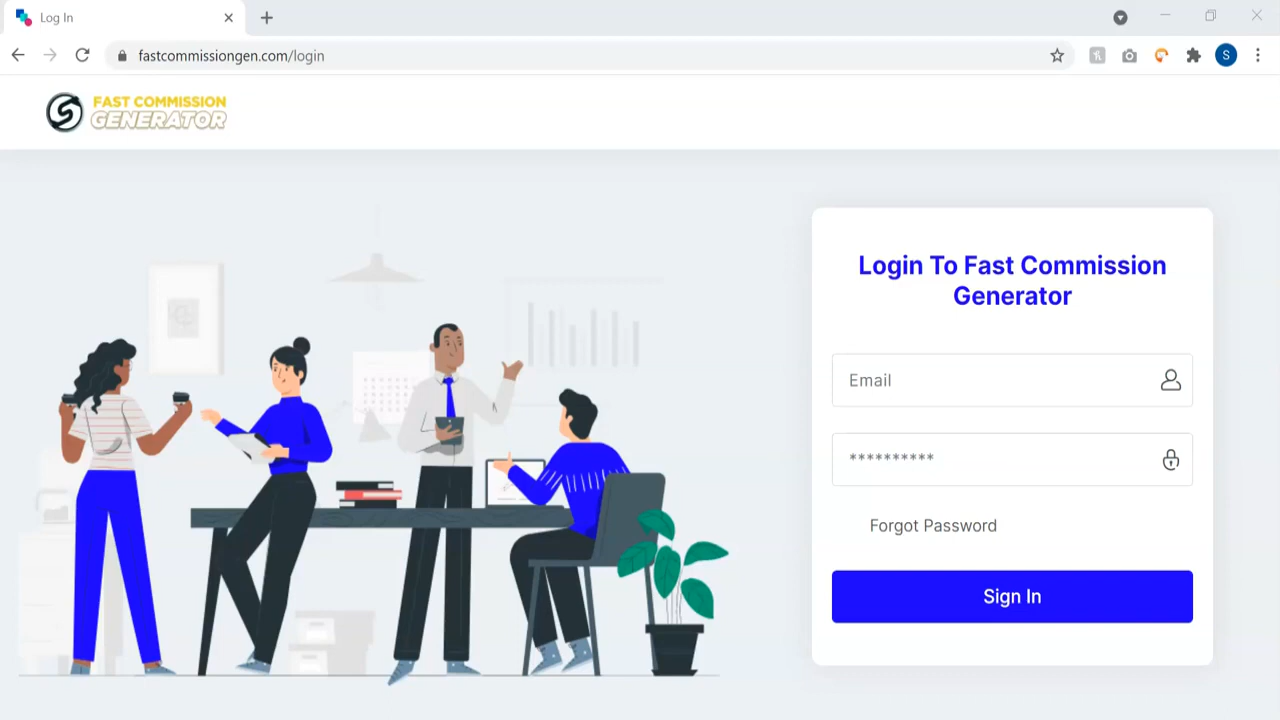 Log In
fastcommissiongen.com/login
S
FAST COMMISSION
GENERATOR
Login To Fast Commission
Generator
Email
**********
Forgot Password
Sign In